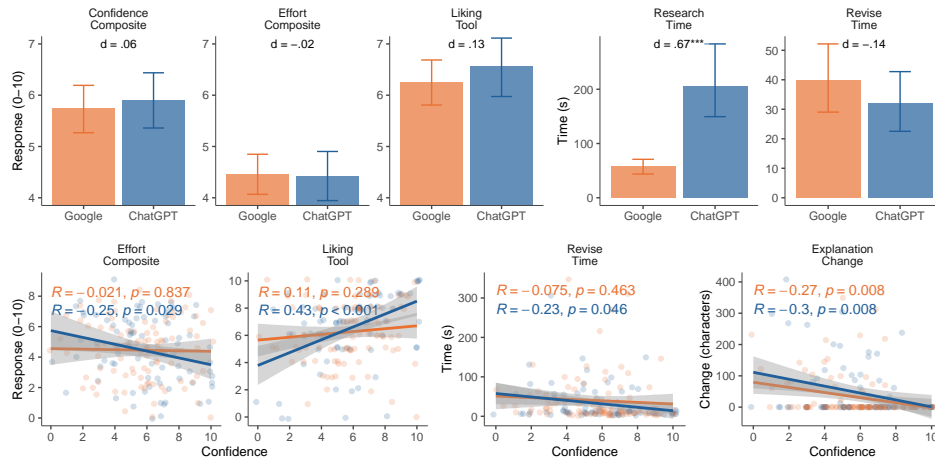 Confidence
Composite
Effort
Composite
Liking
Tool
Research
Time
Revise
Time
d = .06
d = −.02
d = .13
d = .67***
d = −.14
Response (0−10)
7
6
5
4
Google ChatGPT
7
6
5
4
Google ChatGPT
7
6
5
4
Google ChatGPT
Time (s)
200
100
0
Google ChatGPT
50
40
30
20
10
0
Google ChatGPT
Effort
Composite
Liking
Tool
Revise
Time
Explanation
Change
R = −0.021, p = 0.837
R = −0.25, p = 0.029
R = 0.11, p = 0.289
R = 0.43, p < 0.001
R = −0.075, p = 0.463
R = −0.23, p = 0.046
R = −0.27, p = 0.008
R = −0.3, p = 0.008
Response (0−10)
8
6
4
2
0
0 2 4 6 8 10
10
8
6
4
2
0
0 2 4 6 8 10
Confidence
Time (s)
300
200
100
0
0 2 4 6 8 10
Confidence
Change (characters)
400
300
200
100
0
0 2 4 6 8 10
Confidence